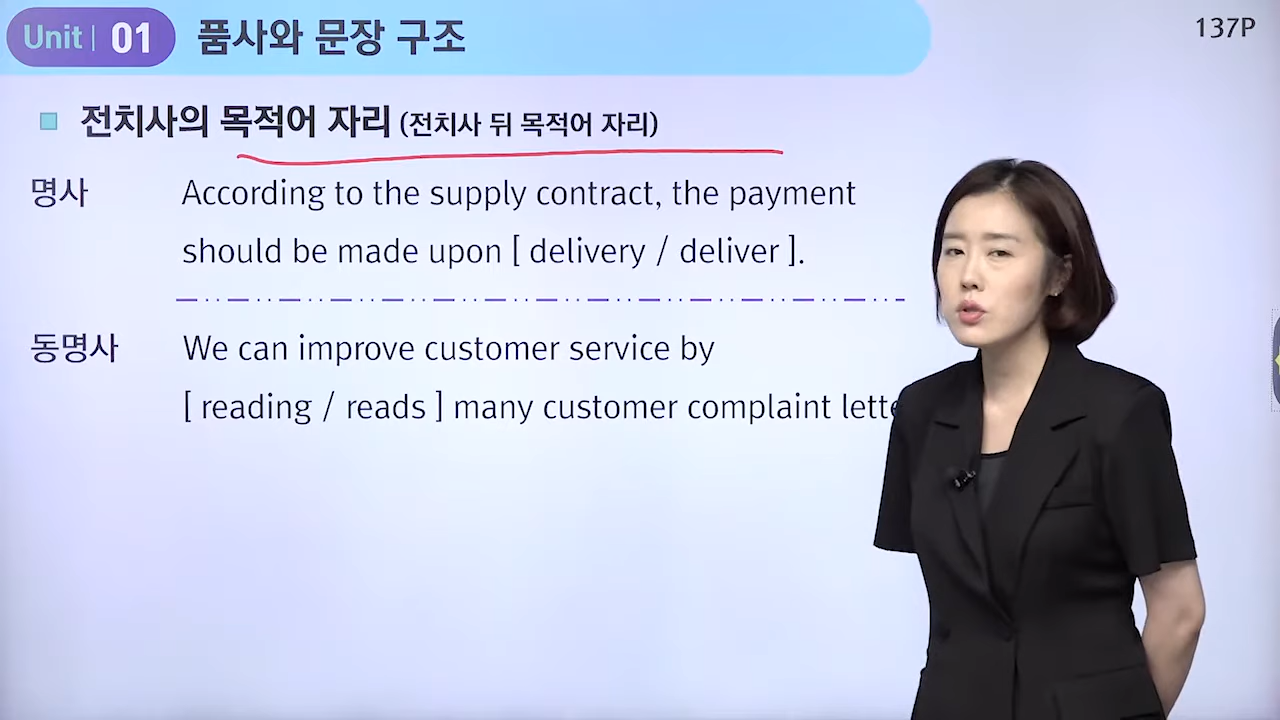 Unit | 01 품사와 문장 구조
137P
전치사의 목적어 자리 (전치사 뒤 목적어 자리)
명사 According to the supply contract, the payment
should be made upon [ delivery / deliver ].
동명사 We can improve customer service by
[ reading / reads ] many customer complaint